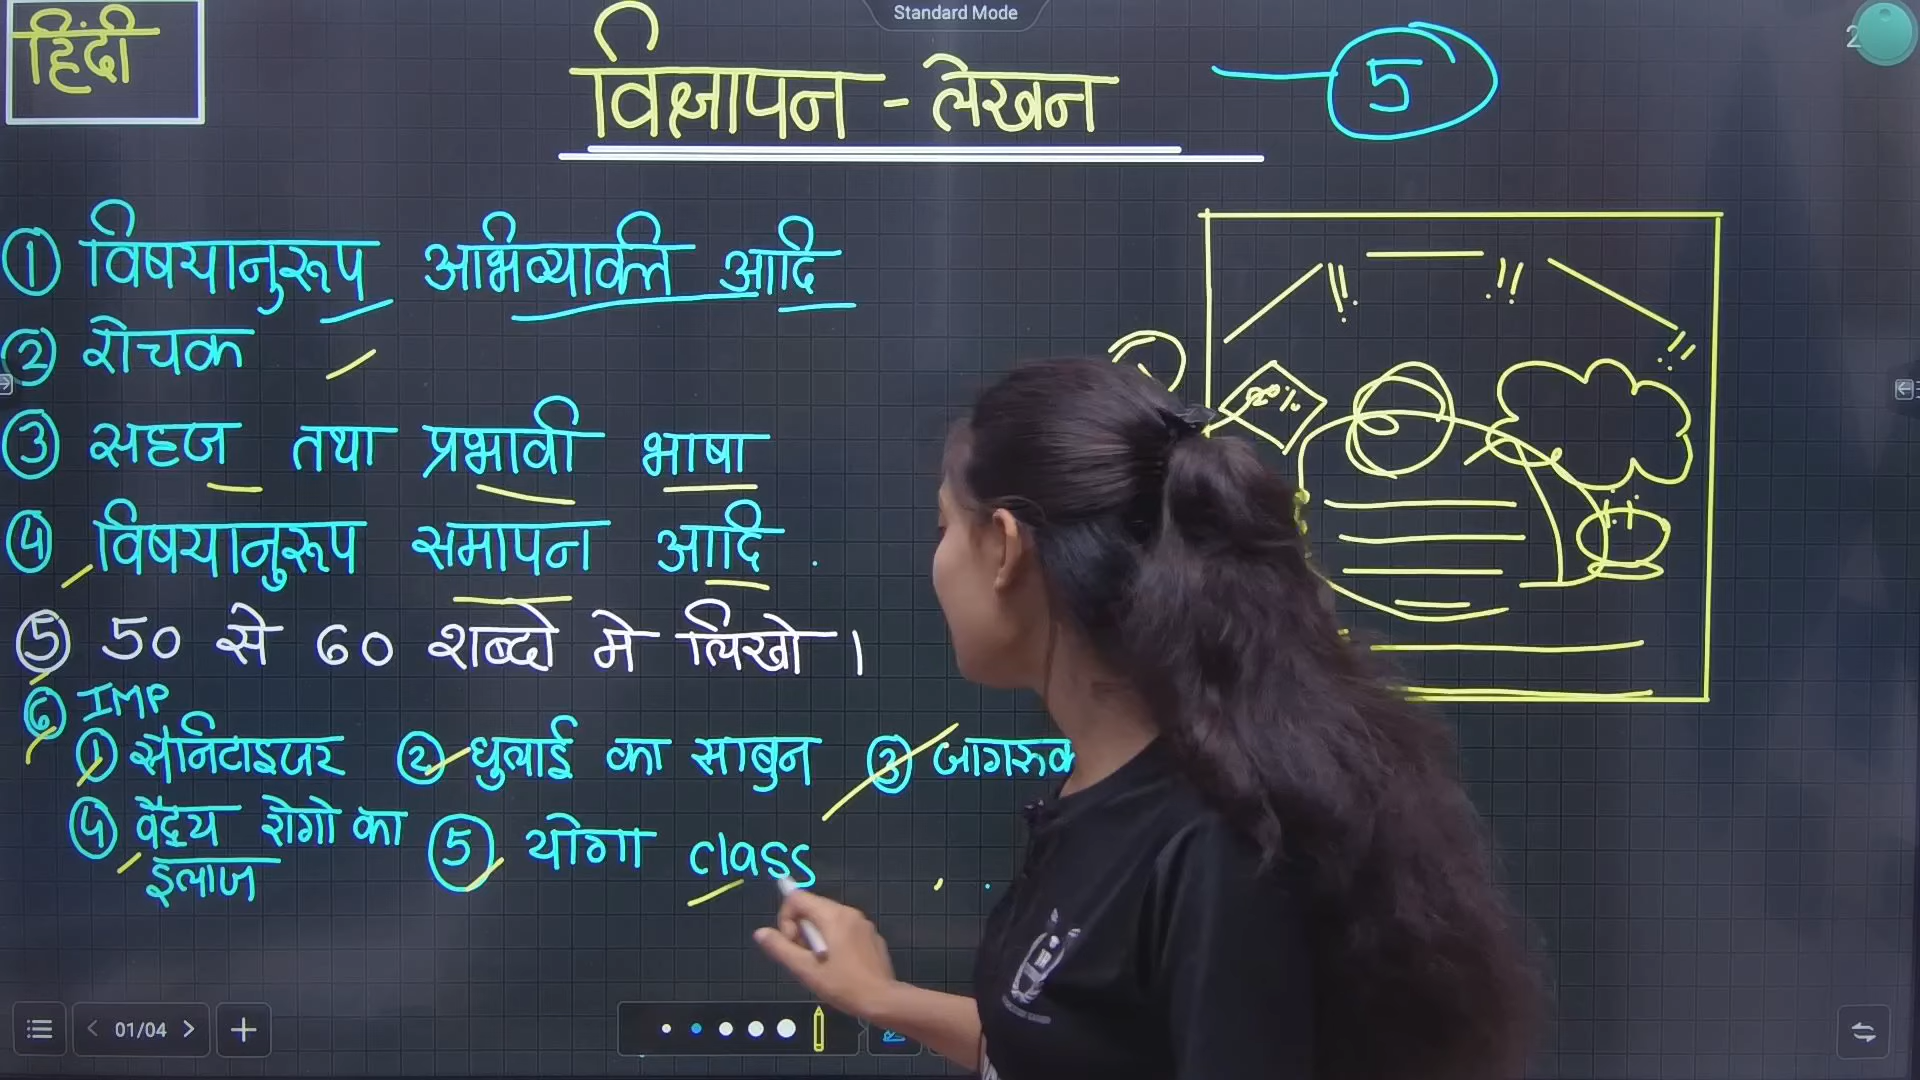 Standard Mode
हिंदी
विज्ञापन - लेखन
5
① विषयानुरूप अभिव्यक्ति आदि
② रोचक
③ सहज तथा प्रभावी भाषा
④ विषयानुरूप समापन आदि .
⑤ 50 से 60 शब्दो मे लिखो ।
⑥ IMP
① सैनिटाइजर ② धुलाई का साबुन ③ जागरुक
④ वैद्य रोगो का इलाज ⑤ योगा class
20%
01/04